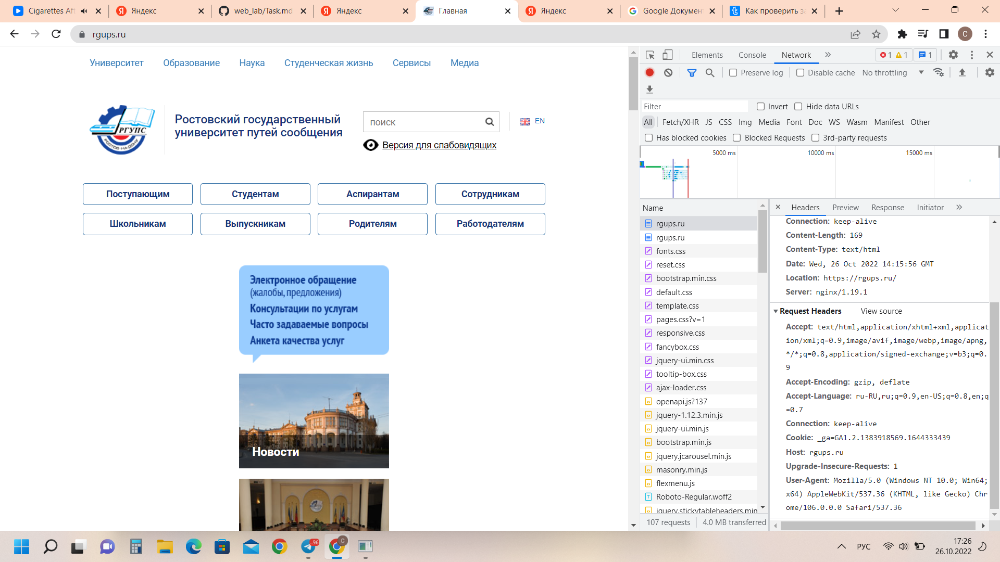 Cigarettes Aft
Яндекс
web_lab/Task.md
Яндекс
Главная
Яндекс
Google Документ
Как проверить за
rgups.ru
C
Университет Образование Наука Студенческая жизнь Сервисы Медиа
РГУПС
РОСТОВ-НА-ДОНУ
Ростовский государственный
университет путей сообщения
поиск
EN
Версия для слабовидящих
Поступающим Студентам Аспирантам Сотрудникам
Школьникам Выпускникам Родителям Работодателям
Электронное обращение
(жалобы, предложения)
Консультации по услугам
Часто задаваемые вопросы
Анкета качества услуг
Новости
Elements Console Network 1 1 1
Preserve log Disable cache No throttling
Filter Invert Hide data URLs
All Fetch/XHR JS CSS Img Media Font Doc WS Wasm Manifest Other
Has blocked cookies Blocked Requests 3rd-party requests
5000 ms 10000 ms 15000 ms
Name
rgups.ru
rgups.ru
fonts.css
reset.css
bootstrap.min.css
default.css
template.css
pages.css?v=1
responsive.css
fancybox.css
jquery-ui.min.css
tooltip-box.css
ajax-loader.css
openapi.js?137
jquery-1.12.3.min.js
jquery-ui.min.js
bootstrap.min.js
jquery.jcarousel.min.js
masonry.min.js
flexmenu.js
Roboto-Regular.woff2
jquery.stickytableheaders.min
107 requests 4.0 MB transferred
Headers Preview Response Initiator
Connection: keep-alive
Content-Length: 169
Content-Type: text/html
Date: Wed, 26 Oct 2022 14:15:56 GMT
Location: https://rgups.ru/
Server: nginx/1.19.1
Request Headers View source
Accept: text/html,application/xhtml+xml,applicat
ion/xml;q=0.9,image/avif,image/webp,image/apng,
*/*;q=0.8,application/signed-exchange;v=b3;q=0.
9
Accept-Encoding: gzip, deflate
Accept-Language: ru-RU,ru;q=0.9,en-US;q=0.8,en;q
=0.7
Connection: keep-alive
Cookie: _ga=GA1.2.1383918569.1644333439
Host: rgups.ru
Upgrade-Insecure-Requests: 1
User-Agent: Mozilla/5.0 (Windows NT 10.0; Win64;
x64) AppleWebKit/537.36 (KHTML, like Gecko) Chr
ome/106.0.0.0 Safari/537.36
..96
C
РУС
17:26
26.10.2022